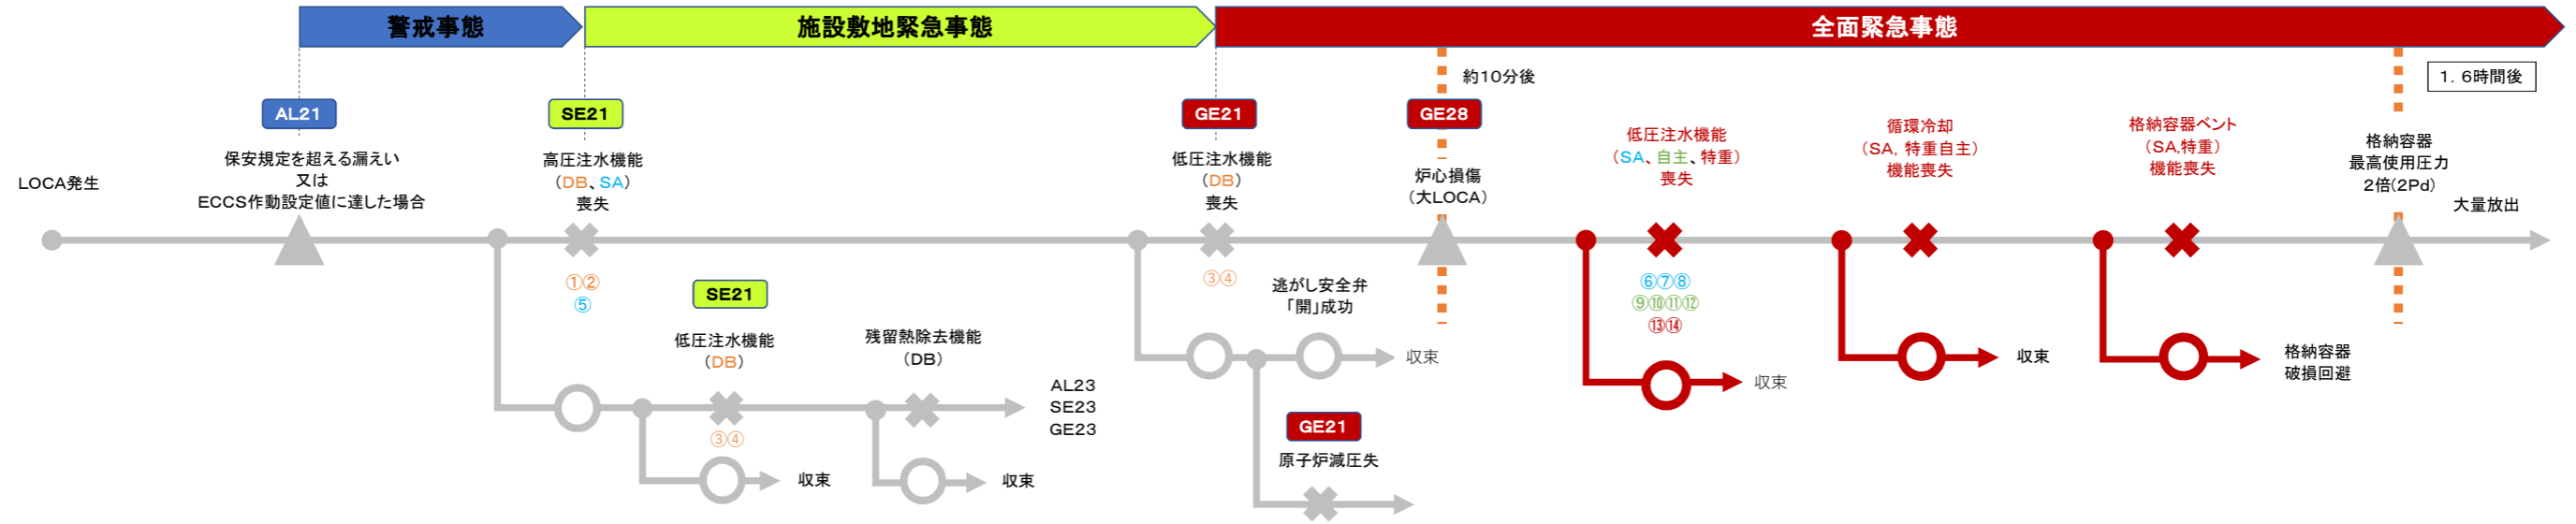 警戒事態
施設敷地緊急事態
全面緊急事態
約10分後
1.6時間後
AL21
SE21
GE21
GE28
LOCA発生
保安規定を超える漏えい
又は
ECCS作動設定値に達した場合
高圧注水機能
（DB、SA）
喪失
①②
⑤
SE21
低圧注水機能
（DB）
③④
収束
残留熱除去機能
（DB）
収束
AL23
SE23
GE23
低圧注水機能
（DB）
喪失
③④
逃がし安全弁
「開」成功
収束
GE21
原子炉減圧失
炉心損傷
（大LOCA）
低圧注水機能
（SA、自主、特重）
喪失
⑥⑦⑧
⑨⑩⑪⑫
⑬⑭
収束
循環冷却
（SA, 特重自主）
機能喪失
収束
格納容器ベント
（SA,特重）
機能喪失
格納容器
破損回避
格納容器
最高使用圧力
2倍(2Pd)
大量放出